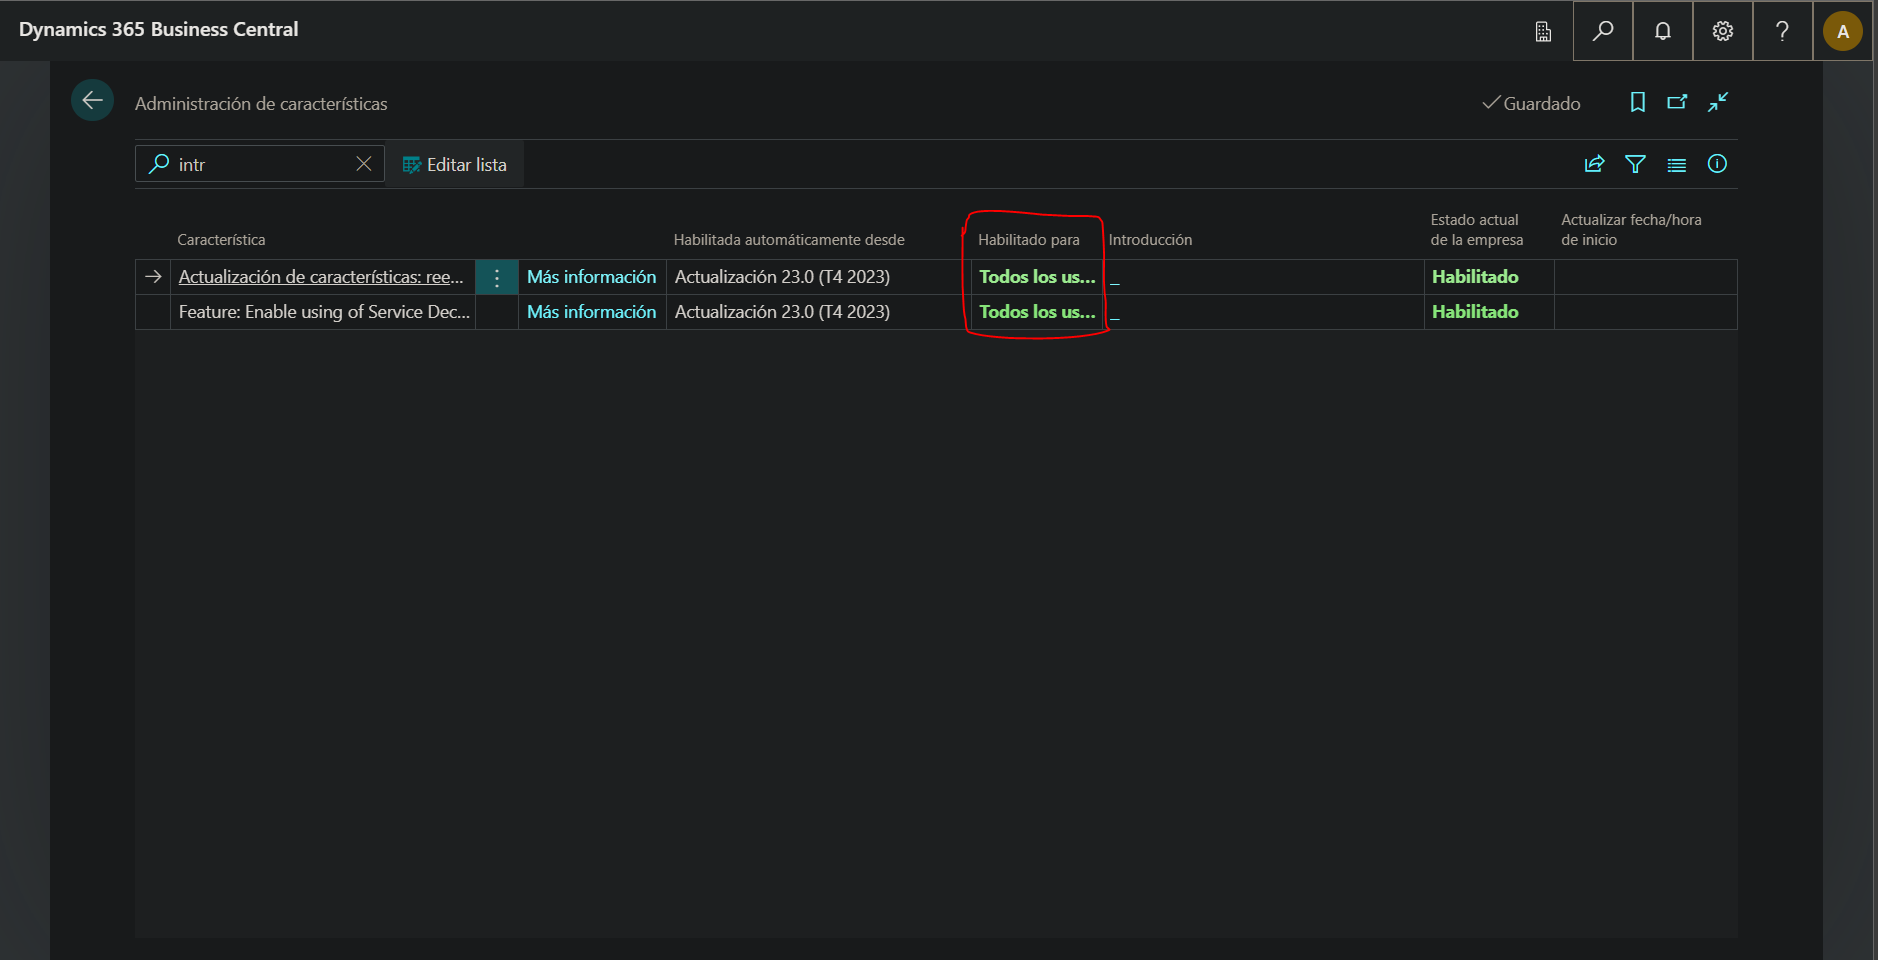 Dynamics 365 Business Central
A
Administración de características
Guardado
intr
Editar lista
Característica
Habilitada automáticamente desde
Habilitado para
Introducción
Estado actual de la empresa
Actualizar fecha/hora de inicio
Actualización de características: ree...
Más información
Actualización 23.0 (T4 2023)
Todos los us...
_
Habilitado
Feature: Enable using of Service Dec...
Más información
Actualización 23.0 (T4 2023)
Todos los us...
_
Habilitado